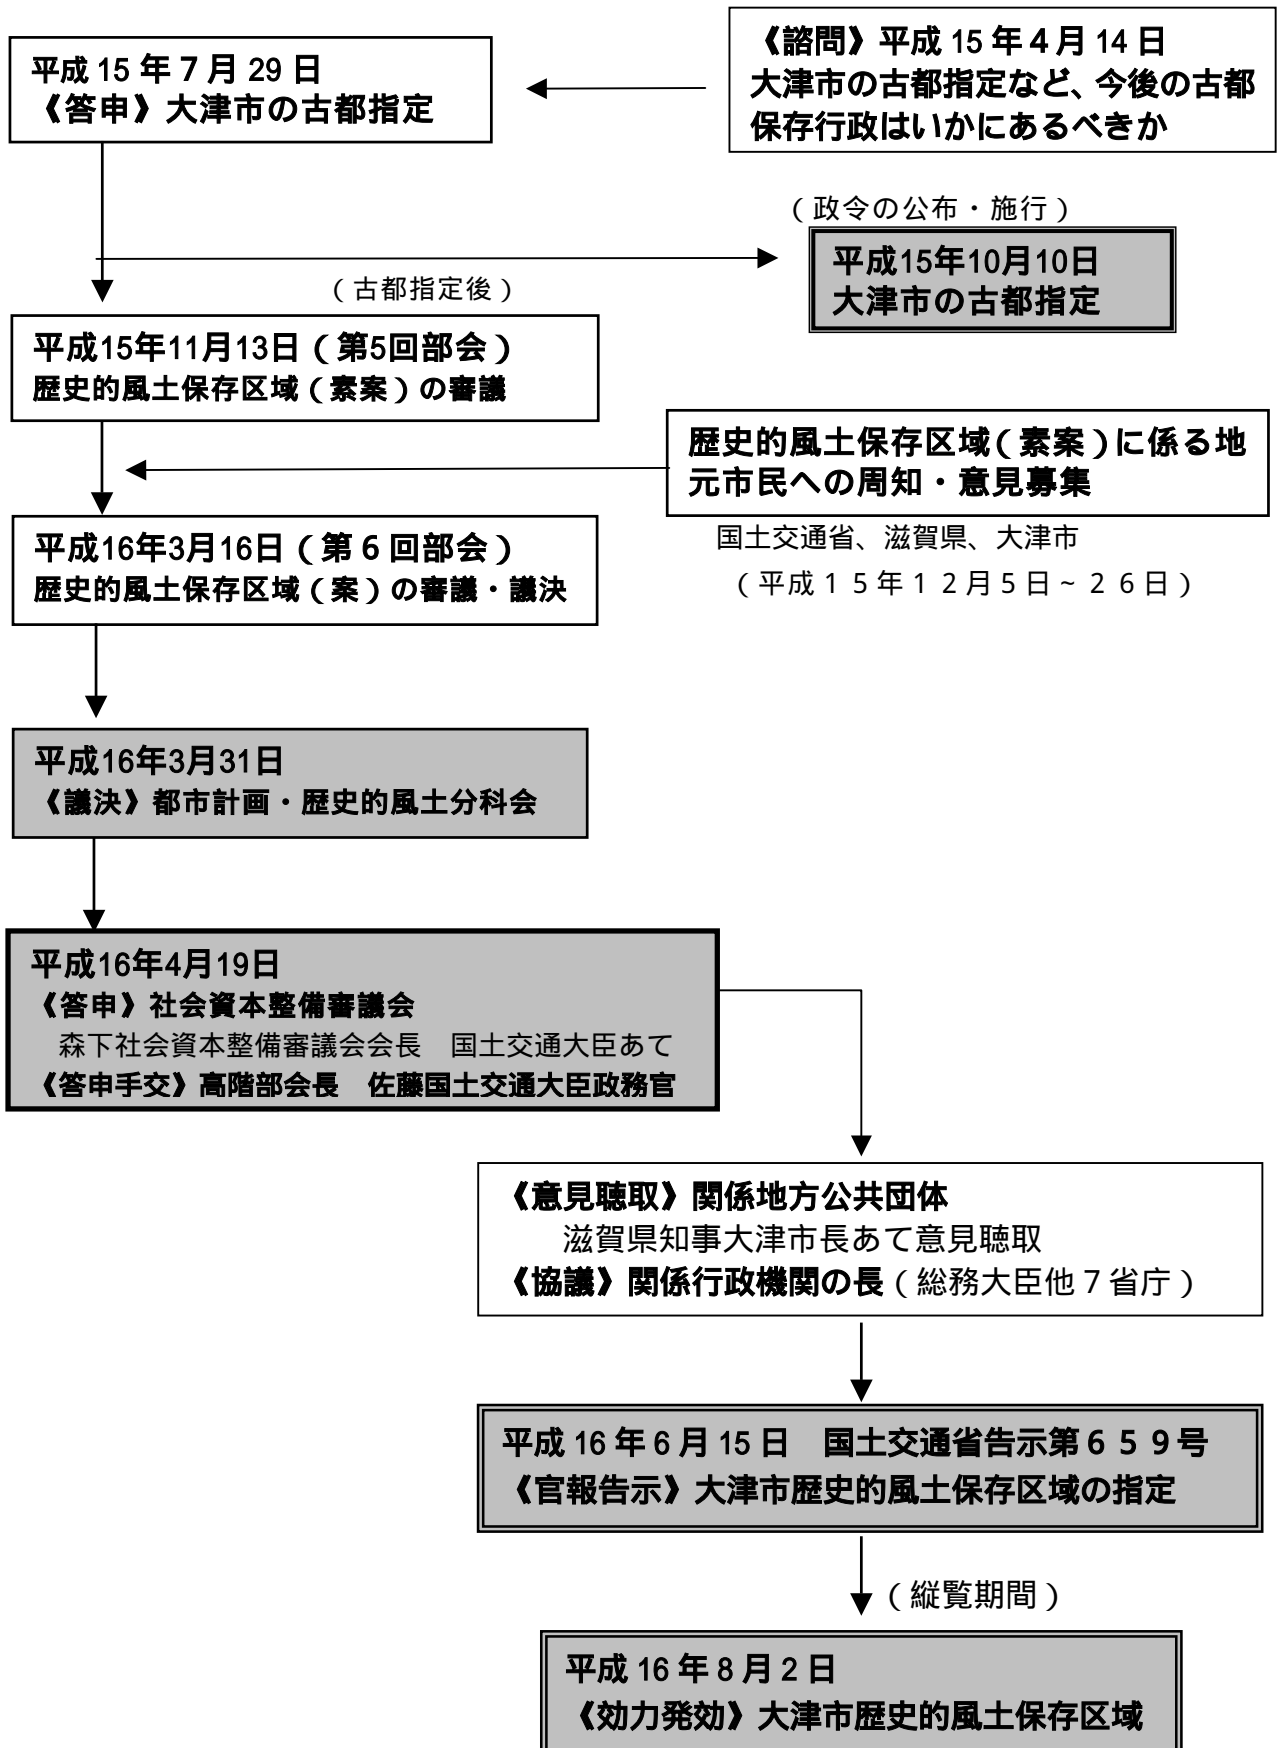 《諮問》平成 15 年４月 14 日
大津市の古都指定など、今後の古都
保存行政はいかにあるべきか
平成 15 年７月 29 日
《答申》大津市の古都指定
（政令の公布・施行）
平成15年10月10日
大津市の古都指定
（古都指定後）
平成15年11月13日（第5回部会）
歴史的風土保存区域（素案）の審議
歴史的風土保存区域（素案）に係る地
元市民への周知・意見募集
国土交通省、滋賀県、大津市
（平成１５年１２月５日~２６日）
平成16年3月16日（第６回部会）
歴史的風土保存区域（案）の審議・議決
平成16年3月31日
《議決》都市計画・歴史的風土分科会
平成16年4月19日
《答申》社会資本整備審議会
森下社会資本整備審議会会長　国土交通大臣あて
《答申手交》高階部会長　佐藤国土交通大臣政務官
《意見聴取》関係地方公共団体
滋賀県知事大津市長あて意見聴取
《協議》関係行政機関の長（総務大臣他７省庁）
平成 16 年６月 15 日　国土交通省告示第６５９号
《官報告示》大津市歴史的風土保存区域の指定
（縦覧期間）
平成 16 年８月２日
《効力発効》大津市歴史的風土保存区域